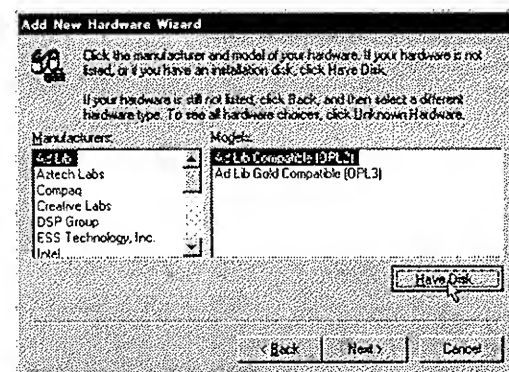 Add New Hardware Wizard
Click the manufacturer and model of your hardware. If your hardware is not
listed, or if you have an installation disk, click Have Disk.
If your hardware is still not listed, click Back, and then select a different
hardware type. To see all hardware choices, click Unknown Hardware.
Manufacturers:
Models:
Ad Lib
Aztech Labs
Compaq
Creative Labs
DSP Group
ESS Technology, Inc.
Intel
Ad Lib Compatible (OPL2)
Ad Lib Gold Compatible (OPL3)
Have Disk
< Back
Next >
Cancel